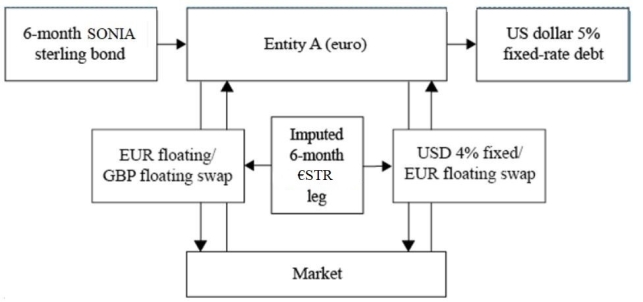 6-month SONIA
sterling bond
Entity A (euro)
US dollar 5%
fixed-rate debt
EUR floating/
GBP floating swap
Imputed
6-month
€STR
leg
USD 4% fixed/
EUR floating swap
Market